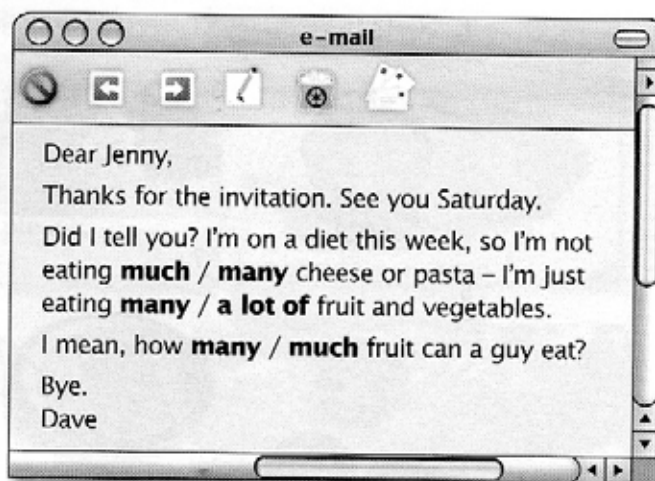 e-mail
Dear Jenny,
Thanks for the invitation. See you Saturday.
Did I tell you? I'm on a diet this week, so I'm not
eating much / many cheese or pasta – I'm just
eating many / a lot of fruit and vegetables.
I mean, how many / much fruit can a guy eat?
Bye.
Dave